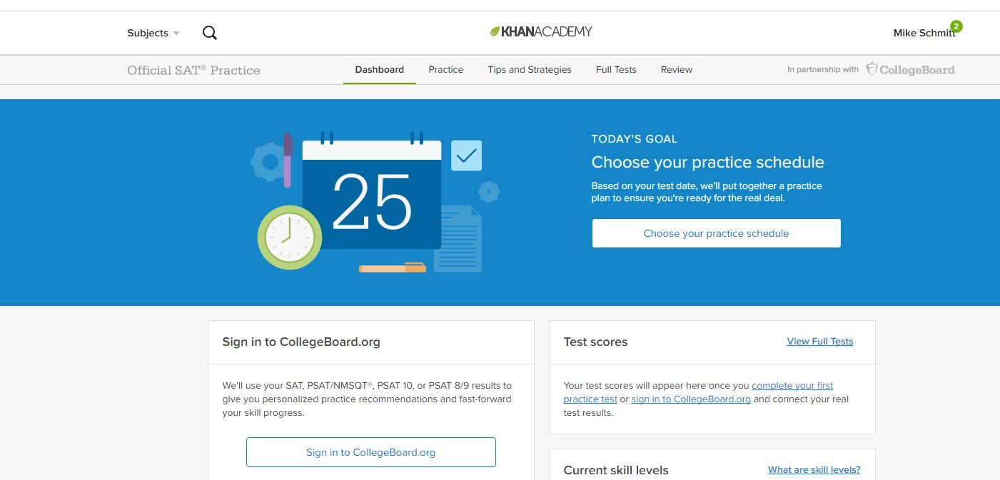 Subjects
KHANACADEMY
Mike Schmitt
2
Official SAT® Practice
Dashboard
Practice
Tips and Strategies
Full Tests
Review
In partnership with
CollegeBoard
25
TODAY'S GOAL
Choose your practice schedule
Based on your test date, we'll put together a practice
plan to ensure you're ready for the real deal.
Choose your practice schedule
Sign in to CollegeBoard.org
We'll use your SAT, PSAT/NMSQT®, PSAT 10, or PSAT 8/9 results to
give you personalized practice recommendations and fast-forward
your skill progress.
Sign in to CollegeBoard.org
Test scores
View Full Tests
Your test scores will appear here once you complete your first
practice test or sign in to CollegeBoard.org and connect your real
test results.
Current skill levels
What are skill levels?